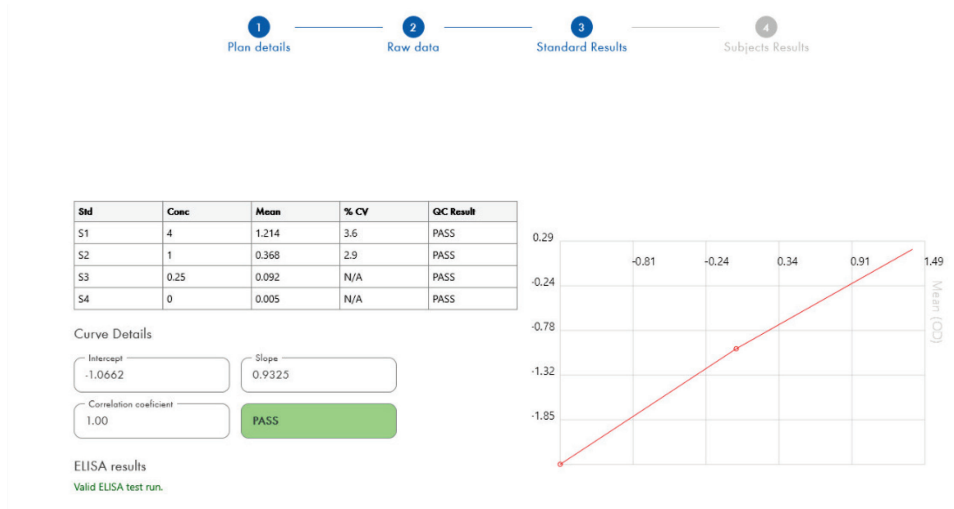 1 2 3 4
Plan details Raw data Standard Results Subjects Results
Std Conc Mean % CV QC Result
S1 4 1.214 3.6 PASS
S2 1 0.368 2.9 PASS
S3 0.25 0.092 N/A PASS
S4 0 0.005 N/A PASS
Curve Details
Intercept Slope
-1.0662 0.9325
Correlation coeficient
1.00 PASS
ELISA results
Valid ELISA test run.
0.29
-0.81 -0.24 0.34 0.91 1.49
-0.24
-0.78
-1.32
-1.85
Mean (OD)